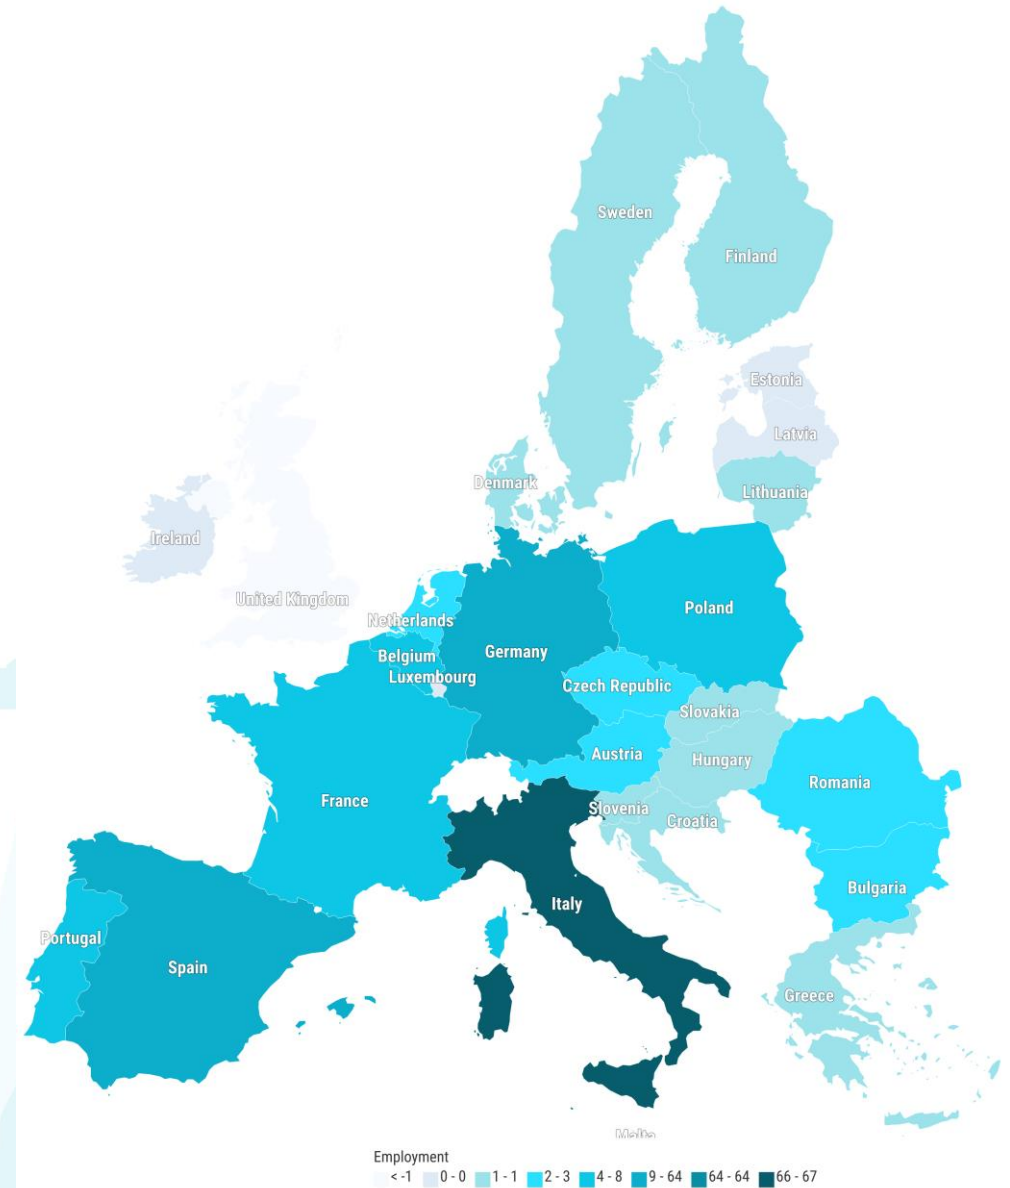 Sweden
Finland
Estonia
Latvia
Denmark
Lithuania
Ireland
United Kingdom
Netherlands
Poland
Germany
Belgium
Luxembourg
Czech Republic
Slovakia
Austria
Hungary
Romania
France
Slovenia
Croatia
Bulgaria
Italy
Portugal
Spain
Greece
Malta
Employment
< -1 0 - 0 1 - 1 2 - 3 4 - 8 9 - 64 64 - 64 66 - 67